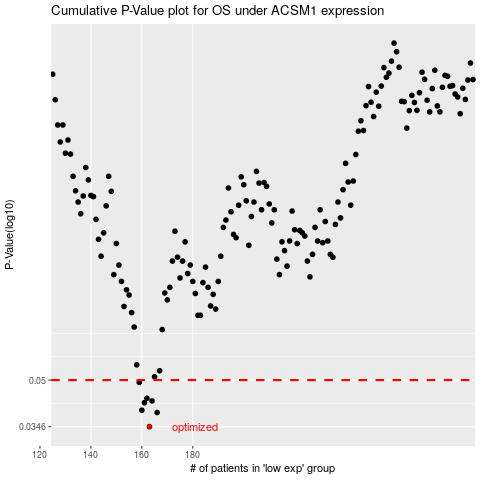 Cumulative P-Value plot for OS under ACSM1 expression
P-Value(log10)
0.05
0.0346
optimized
120 140 160 180
# of patients in 'low exp' group